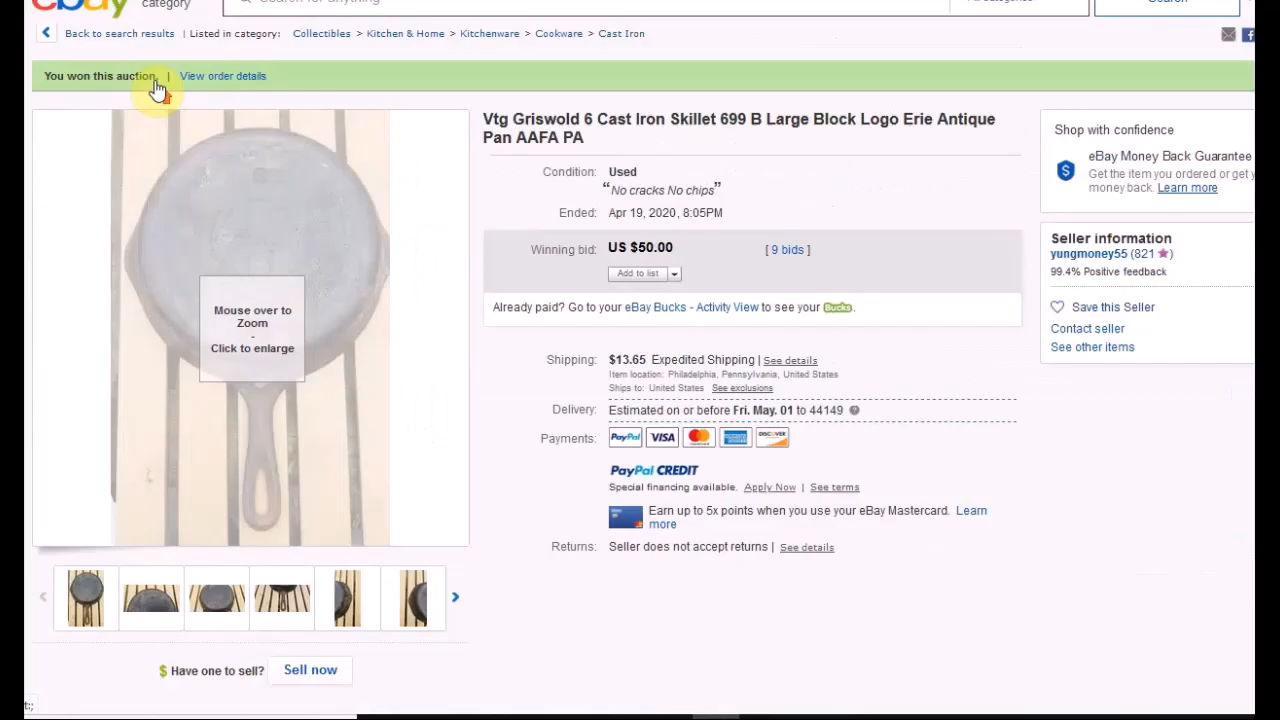 ebay
category
Back to search results | Listed in category: Collectibles > Kitchen & Home > Kitchenware > Cookware > Cast Iron
You won this auction. | View order details
Vtg Griswold 6 Cast Iron Skillet 699 B Large Block Logo Erie Antique
Pan AAFA PA
Condition: Used
“No cracks No chips”
Ended: Apr 19, 2020, 8:05PM
Winning bid: US $50.00 [ 9 bids ]
Add to list
Already paid? Go to your eBay Bucks - Activity View to see your Bucks.
Shipping: $13.65 Expedited Shipping | See details
Item location: Philadelphia, Pennsylvania, United States
Ships to: United States See exclusions
Delivery: Estimated on or before Fri. May. 01 to 44149
Payments: PayPal VISA MasterCard AMERICAN EXPRESS DISCOVER
PayPal CREDIT
Special financing available. Apply Now | See terms
Earn up to 5x points when you use your eBay Mastercard. Learn
more
Returns: Seller does not accept returns | See details
Mouse over to
Zoom
-
Click to enlarge
$ Have one to sell? Sell now
Shop with confidence
eBay Money Back Guarantee
Get the item you ordered or get
money back. Learn more
Seller information
yungmoney55 (821)
99.4% Positive feedback
Save this Seller
Contact seller
See other items